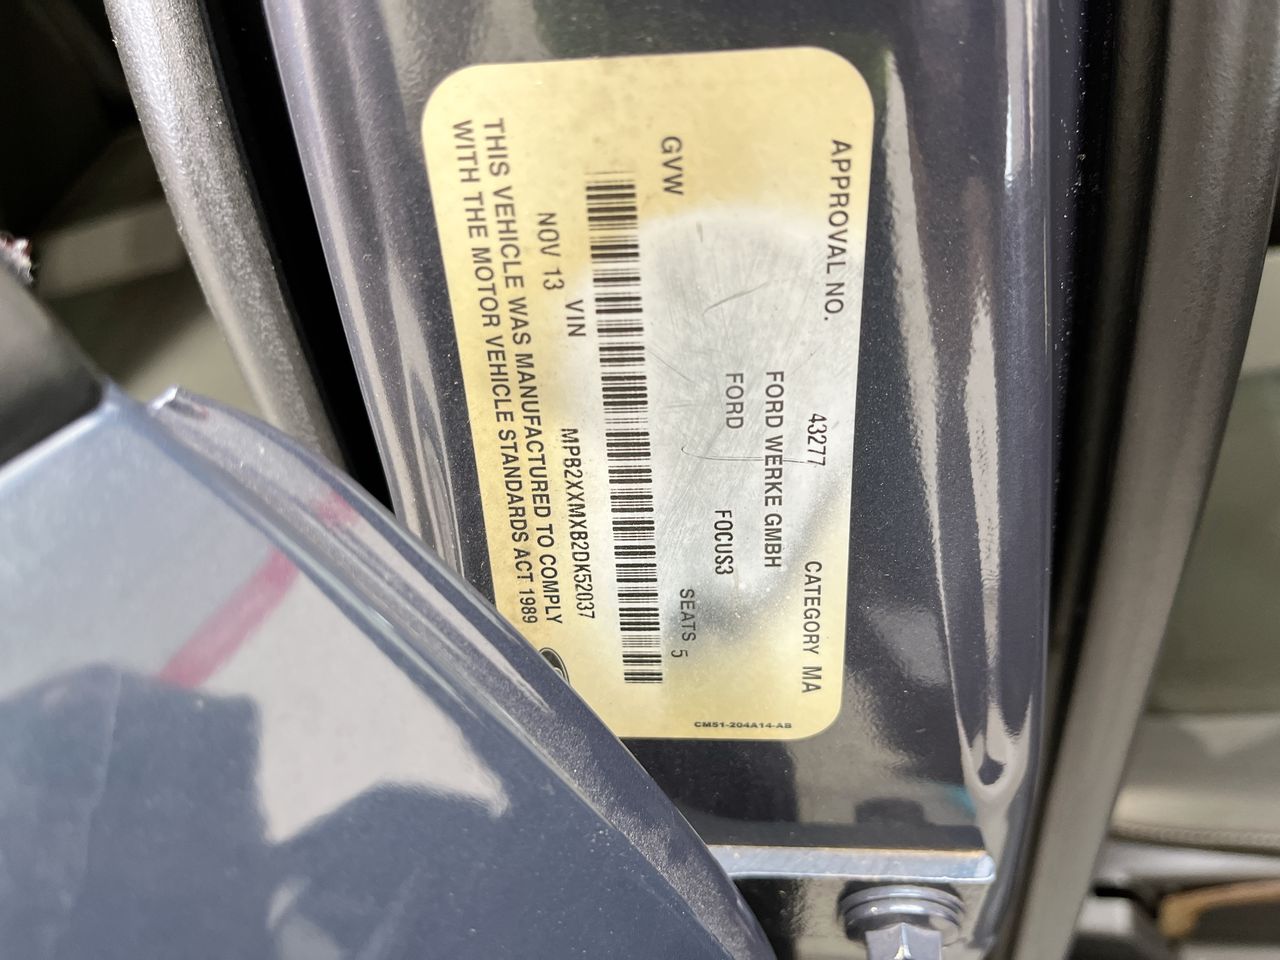 APPROVAL NO. 43277 CATEGORY MA
FORD WERKE GMBH
FORD FOCUS3
GVW SEATS 5
VIN MPB2XXMXB2DK52037
NOV 13
THIS VEHICLE WAS MANUFACTURED TO COMPLY
WITH THE MOTOR VEHICLE STANDARDS ACT 1989
CM51-204A14-AB